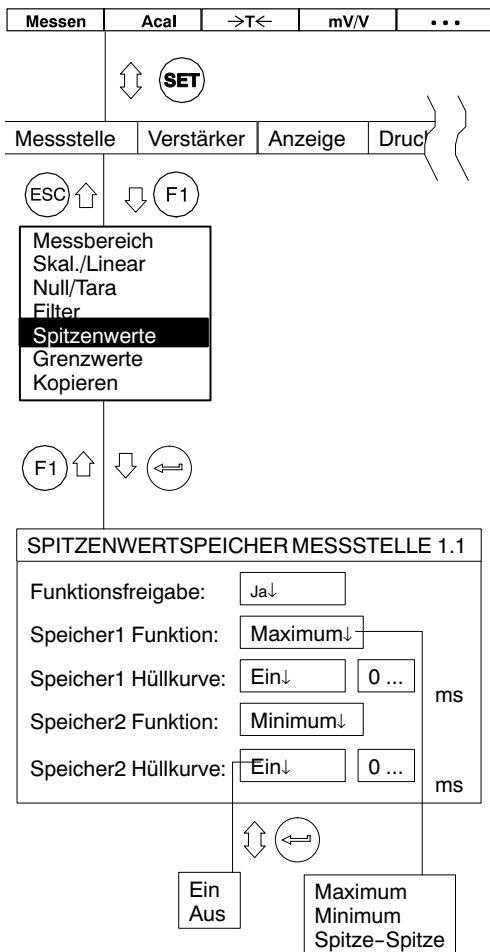 Messen Acal →T← mV/V ...
SET
Messstelle Verstärker Anzeige Druc
ESC F1
Messbereich
Skal./Linear
Null/Tara
Filter
Spitzenwerte
Grenzwerte
Kopieren
F1
SPITZENWERTSPEICHER MESSSTELLE 1.1
Funktionsfreigabe: Ja↓
Speicher1 Funktion: Maximum↓
Speicher1 Hüllkurve: Ein↓ 0 ... ms
Speicher2 Funktion: Minimum↓
Speicher2 Hüllkurve: Ein↓ 0 ... ms
Ein
Aus
Maximum
Minimum
Spitze-Spitze